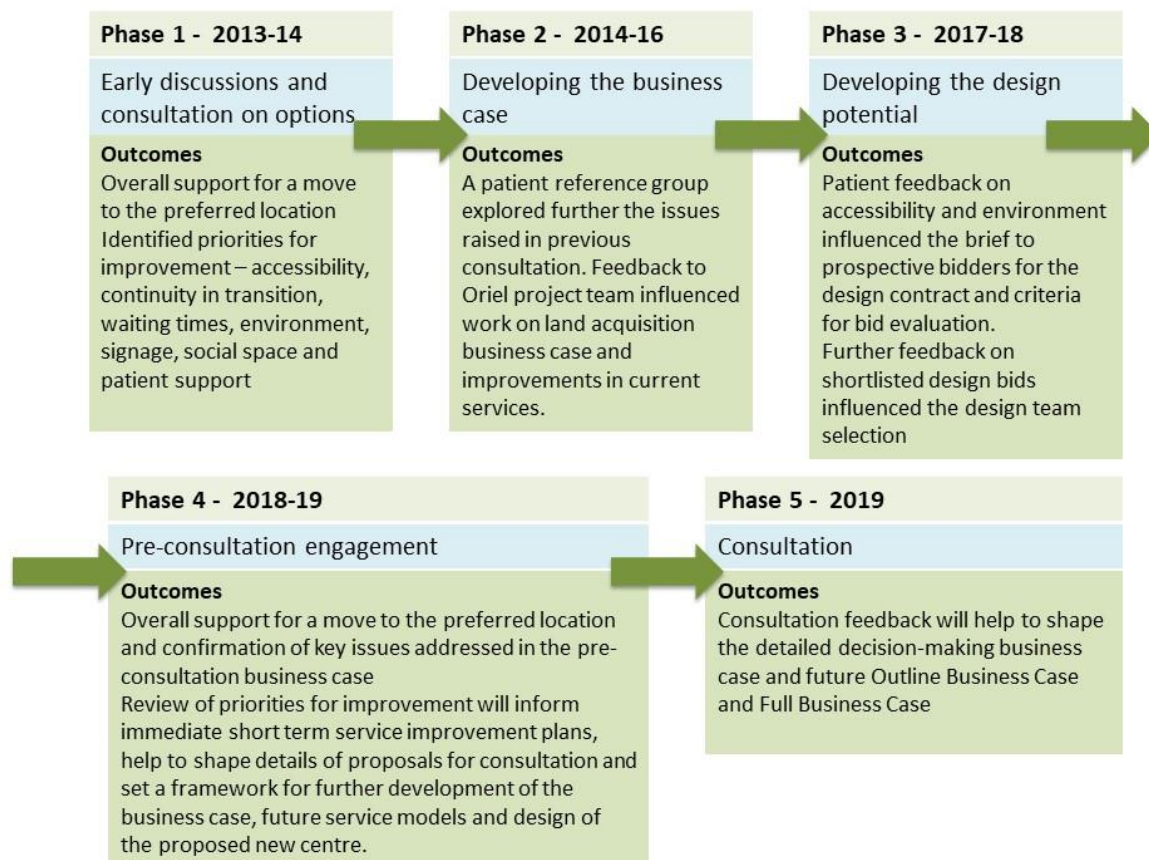 Phase 1 - 2013-14
Early discussions and
consultation on options
Outcomes
Overall support for a move
to the preferred location
Identified priorities for
improvement – accessibility,
continuity in transition,
waiting times, environment,
signage, social space and
patient support
Phase 2 - 2014-16
Developing the business
case
Outcomes
A patient reference group
explored further the issues
raised in previous
consultation. Feedback to
Oriel project team influenced
work on land acquisition
business case and
improvements in current
services.
Phase 3 - 2017-18
Developing the design
potential
Outcomes
Patient feedback on
accessibility and environment
influenced the brief to
prospective bidders for the
design contract and criteria
for bid evaluation.
Further feedback on
shortlisted design bids
influenced the design team
selection
Phase 4 - 2018-19
Pre-consultation engagement
Outcomes
Overall support for a move to the preferred location
and confirmation of key issues addressed in the pre-
consultation business case
Review of priorities for improvement will inform
immediate short term service improvement plans,
help to shape details of proposals for consultation and
set a framework for further development of the
business case, future service models and design of
the proposed new centre.
Phase 5 - 2019
Consultation
Outcomes
Consultation feedback will help to shape
the detailed decision-making business
case and future Outline Business Case
and Full Business Case